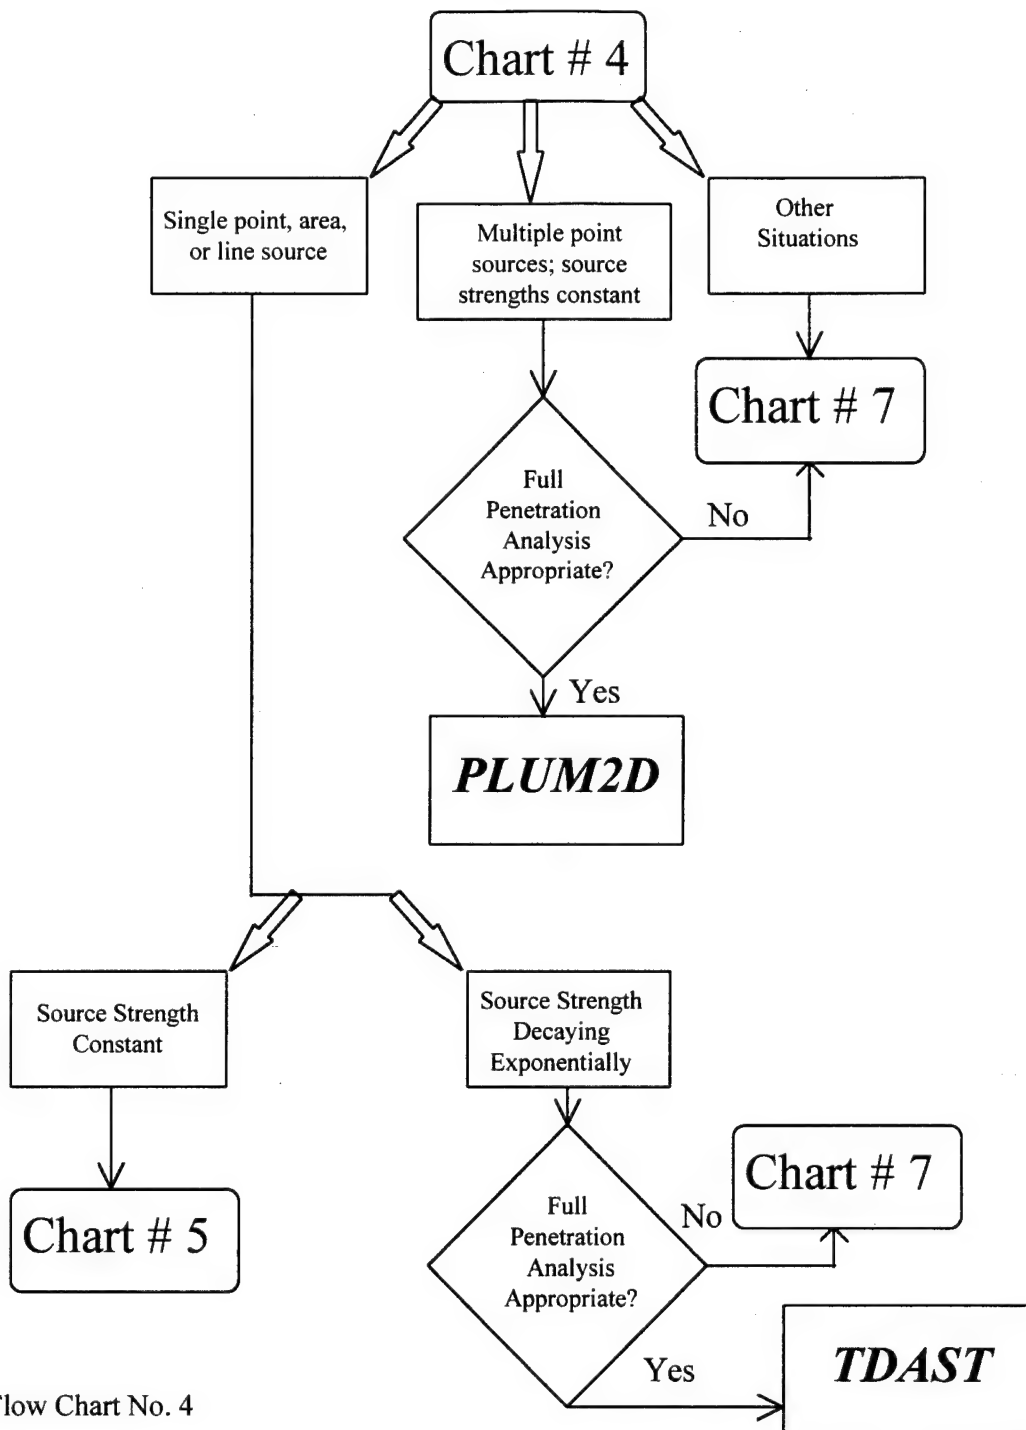 Chart # 4
Single point, area,
or line source
Multiple point
sources; source
strengths constant
Other
Situations
Chart # 7
Full
Penetration
Analysis
Appropriate?
No
Yes
PLUM2D
Source Strength
Constant
Source Strength
Decaying
Exponentially
Chart # 5
Full
Penetration
Analysis
Appropriate?
No
Chart # 7
Yes
TDAST
low Chart No. 4